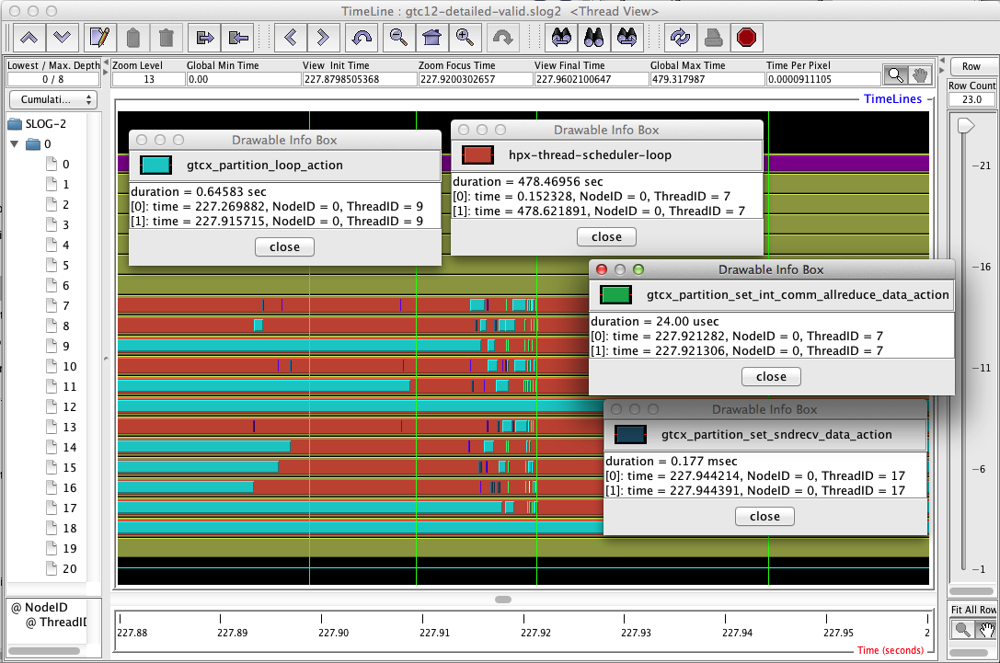 TimeLine : gtc12-detailed-valid.slog2 <Thread View>
Lowest / Max. Depth
0 / 8
Zoom Level
13
Global Min Time
0.00
View  Init Time
227.8798505368
Zoom Focus Time
227.9200302657
View Final Time
227.9602100647
Global Max Time
479.317987
Time Per Pixel
0.0000911105
Row
Row Count
23.0
Cumulati...
TimeLines
SLOG-2
0
0
1
2
3
4
5
6
7
8
9
10
11
12
13
14
15
16
17
18
19
20
@ NodeID
@ ThreadI
Drawable Info Box
gtcx_partition_loop_action
duration = 0.64583 sec
[0]: time = 227.269882, NodeID = 0, ThreadID = 9
[1]: time = 227.915715, NodeID = 0, ThreadID = 9
close
Drawable Info Box
hpx-thread-scheduler-loop
duration = 478.46956 sec
[0]: time = 0.152328, NodeID = 0, ThreadID = 7
[1]: time = 478.621891, NodeID = 0, ThreadID = 7
close
Drawable Info Box
gtcx_partition_set_int_comm_allreduce_data_action
duration = 24.00 usec
[0]: time = 227.921282, NodeID = 0, ThreadID = 7
[1]: time = 227.921306, NodeID = 0, ThreadID = 7
close
Drawable Info Box
gtcx_partition_set_sndrecv_data_action
duration = 0.177 msec
[0]: time = 227.944214, NodeID = 0, ThreadID = 17
[1]: time = 227.944391, NodeID = 0, ThreadID = 17
close
-21
-16
-11
-6
-1
Fit All Row
227.88
227.89
227.90
227.91
227.92
227.93
227.94
227.95
2
Time (seconds)